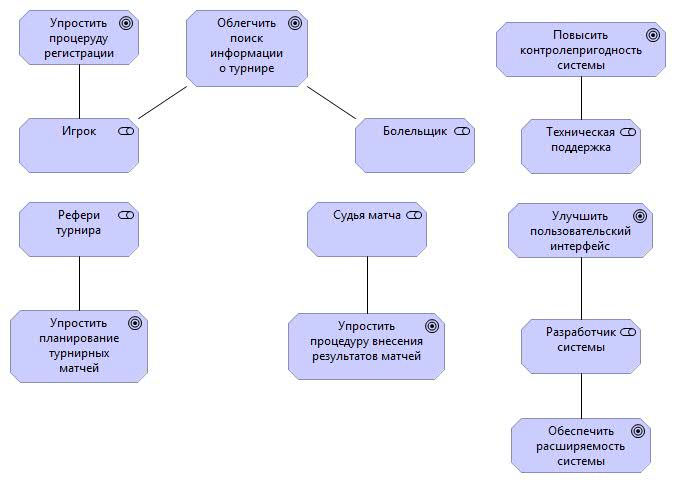 Упростить
процеруду
регистрации
Облегчить
поиск
информации
о турнире
Повысить
контролепригодность
системы
Игрок
Болельщик
Техническая
поддержка
Рефери
турнира
Судья матча
Улучшить
пользовательский
интерфейс
Упростить
планирование
турнирных
матчей
Упростить
процедуру внесения
результатов матчей
Разработчик
системы
Обеспечить
расширяемость
системы